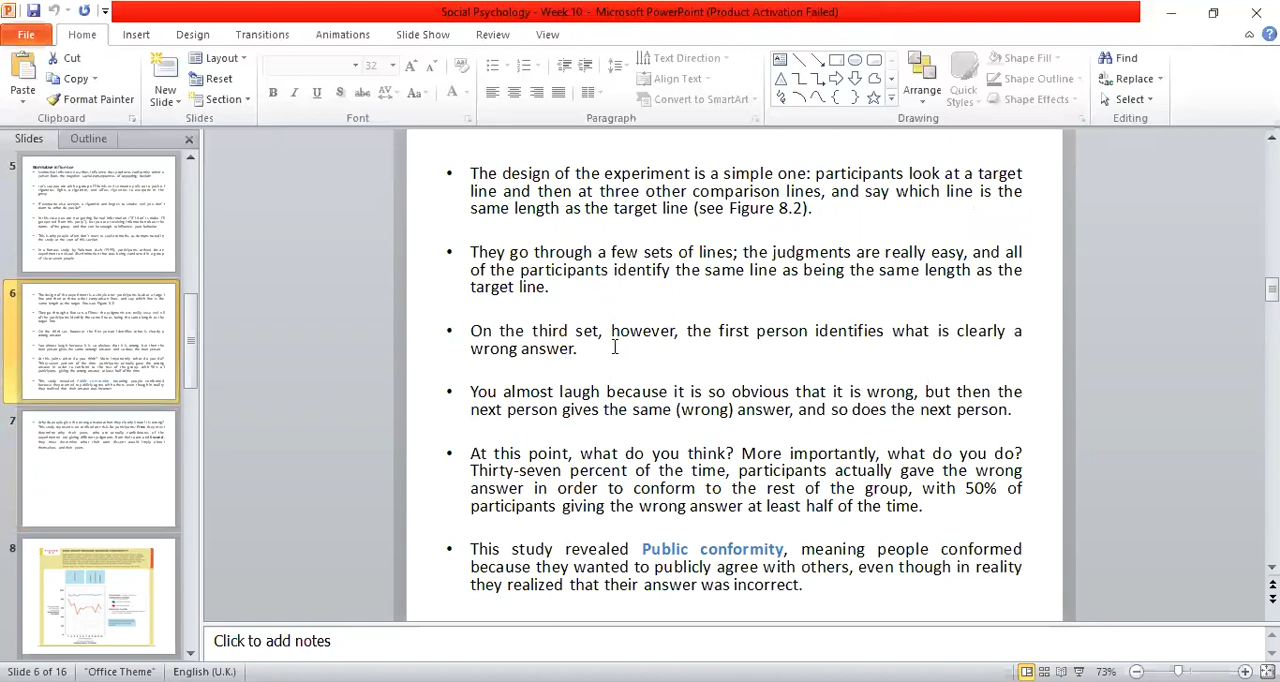 Social Psychology - Week 10 - Microsoft PowerPoint (Product Activation Failed)
File Home Insert Design Transitions Animations Slide Show Review View
Cut
Copy
Format Painter
Paste
Clipboard
New
Slide
Layout
Reset
Section
Slides
32
Font
Paragraph
Text Direction
Align Text
Convert to SmartArt
Arrange
Quick
Styles
Shape Fill
Shape Outline
Shape Effects
Drawing
Find
Replace
Select
Editing
Slides Outline
5
6
7
8
• The design of the experiment is a simple one: participants look at a target
line and then at three other comparison lines, and say which line is the
same length as the target line (see Figure 8.2).
• They go through a few sets of lines; the judgments are really easy, and all
of the participants identify the same line as being the same length as the
target line.
• On the third set, however, the first person identifies what is clearly a
wrong answer.
• You almost laugh because it is so obvious that it is wrong, but then the
next person gives the same (wrong) answer, and so does the next person.
• At this point, what do you think? More importantly, what do you do?
Thirty-seven percent of the time, participants actually gave the wrong
answer in order to conform to the rest of the group, with 50% of
participants giving the wrong answer at least half of the time.
• This study revealed Public conformity, meaning people conformed
because they wanted to publicly agree with others, even though in reality
they realized that their answer was incorrect.
Click to add notes
Slide 6 of 16 "Office Theme" English (U.K.) 73%